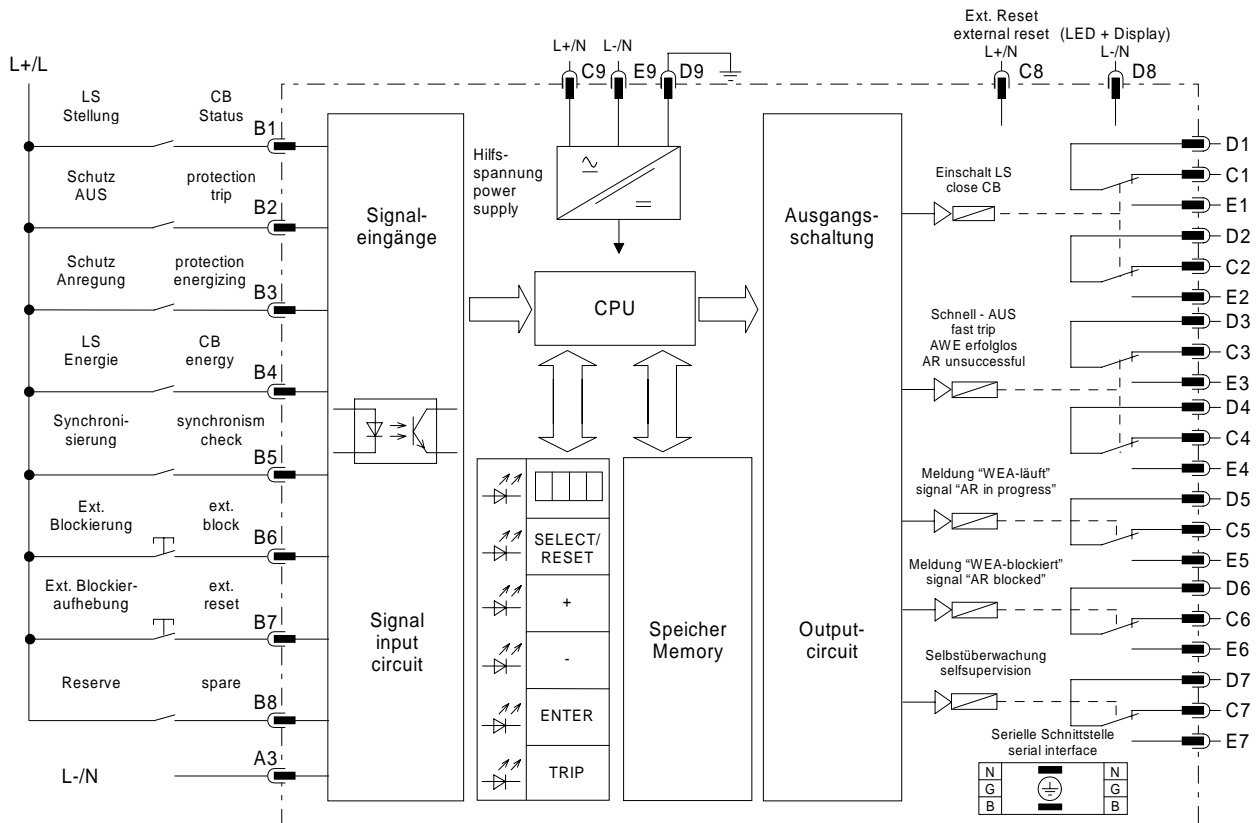 L+/L
LS
Stellung
CB
Status
B1
Schutz
AUS
protection
trip
B2
Schutz
Anregung
protection
energizing
B3
LS
Energie
CB
energy
B4
Synchroni-
sierung
synchronism
check
B5
Ext.
Blockierung
ext.
block
B6
Ext. Blockier-
aufhebung
ext.
reset
B7
Reserve
spare
B8
L-/N
A3
Signal-
eingänge
Signal
input
circuit
L+/N
L-/N
C9
E9
D9
Hilfs-
spannung
power
supply
CPU
SELECT/
RESET
+
-
ENTER
TRIP
Speicher
Memory
Ausgangs-
schaltung
Output-
circuit
Ext. Reset
external reset (LED + Display)
L+/N
L-/N
C8
D8
Einschalt LS
close CB
Schnell - AUS
fast trip
AWE erfolglos
AR unsuccessful
Meldung “WEA-läuft”
signal “AR in progress”
Meldung “WEA-blockiert”
signal “AR blocked”
Selbstüberwachung
selfsupervision
Serielle Schnittstelle
serial interface
N
G
B
N
G
B
D1
C1
E1
D2
C2
E2
D3
C3
E3
D4
C4
E4
D5
C5
E5
D6
C6
E6
D7
C7
E7